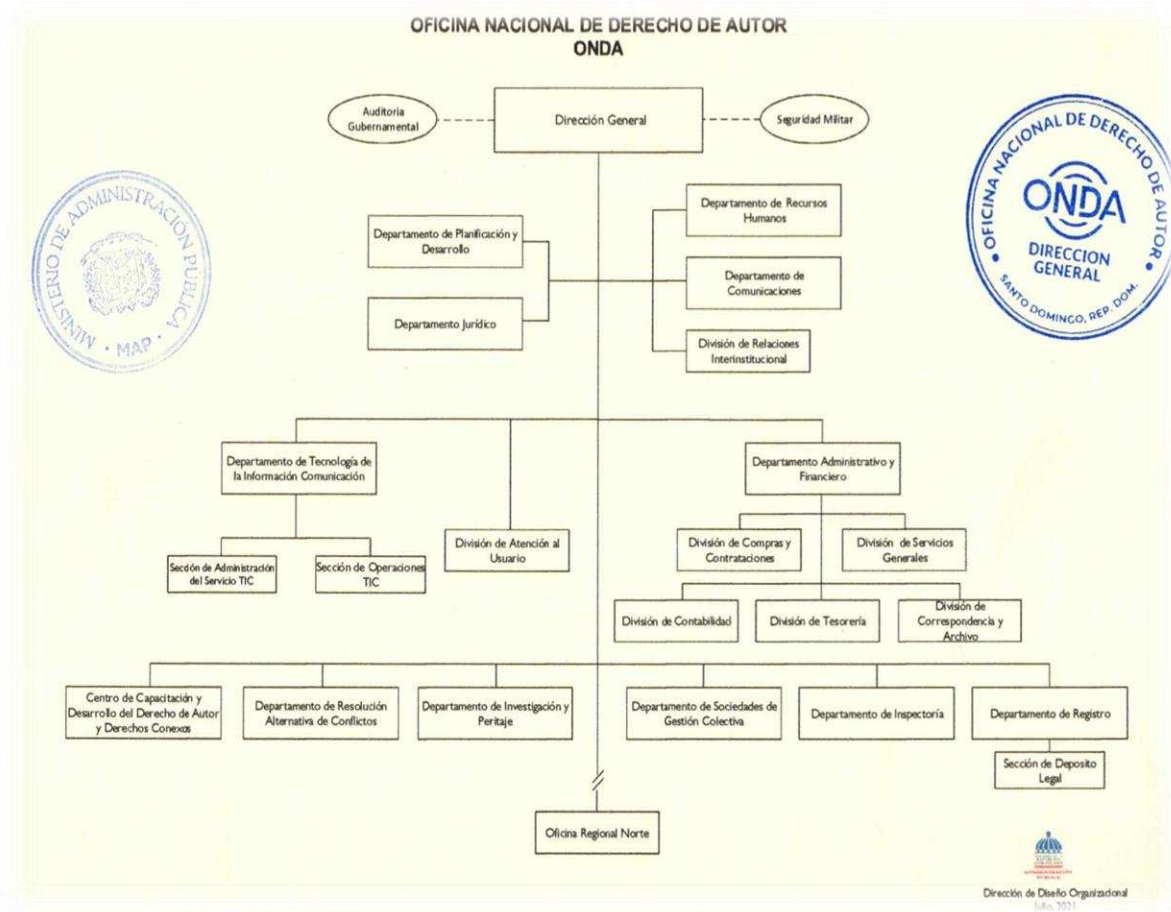 OFICINA NACIONAL DE DERECHO DE AUTOR
ONDA
Auditoria
Gubernamental
Dirección General
Seguridad Militar
MINISTERIO DE ADMINISTRACIÓN PÚBLICA
· MAP ·
OFICINA NACIONAL DE DERECHO DE AUTOR
ONDA
DIRECCION
GENERAL
SANTO DOMINGO, REP. DOM.
Departamento de Planificación y
Desarrollo
Departamento de Recursos
Humanos
Departamento de
Comunicaciones
Departamento Jurídico
División de Relaciones
Interinstitucional
Departamento de Tecnología de
la Información Comunicación
Departamento Administrativo y
Financiero
Sección de Administración
del Servicio TIC
Sección de Operaciones
TIC
División de Atención al
Usuario
División de Compras y
Contrataciones
División de Servicios
Generales
División de Contabilidad
División de Tesorería
División de
Correspondencia y
Archivo
Centro de Capacitación y
Desarrollo del Derecho de Autor
y Derechos Conexos
Departamento de Resolución
Alternativa de Conflictos
Departamento de Investigación y
Peritaje
Departamento de Sociedades de
Gestión Colectiva
Departamento de Inspectoría
Departamento de Registro
Sección de Deposito
Legal
Oficina Regional Norte
Dirección de Diseño Organizacional
Julio, 2021